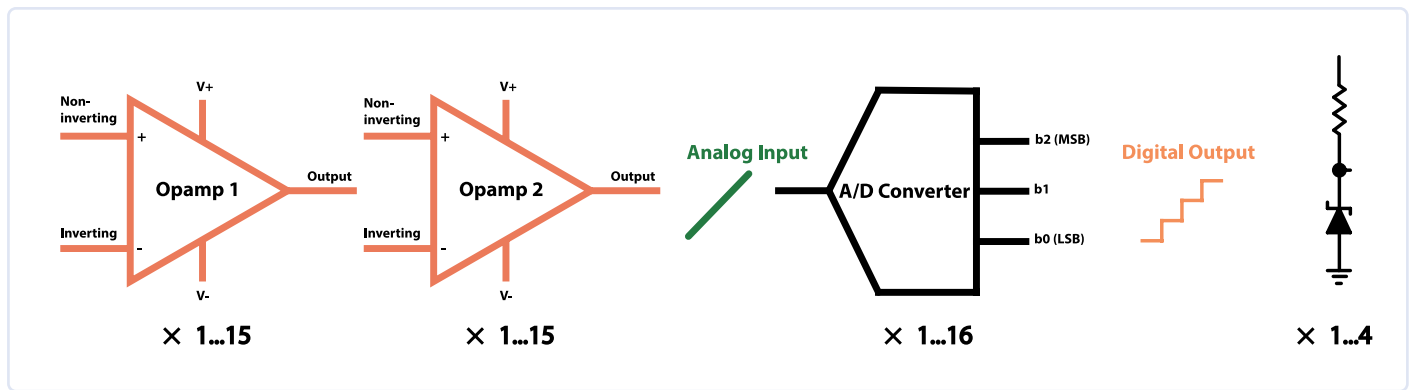 Non-
inverting
+
V+
Opamp 1
Output
Inverting
-
V-
× 1...15
Non-
inverting
+
V+
Opamp 2
Output
Inverting
-
V-
× 1...15
Analog Input
A/D Converter
b2 (MSB)
b1
b0 (LSB)
× 1...16
Digital Output
× 1...4